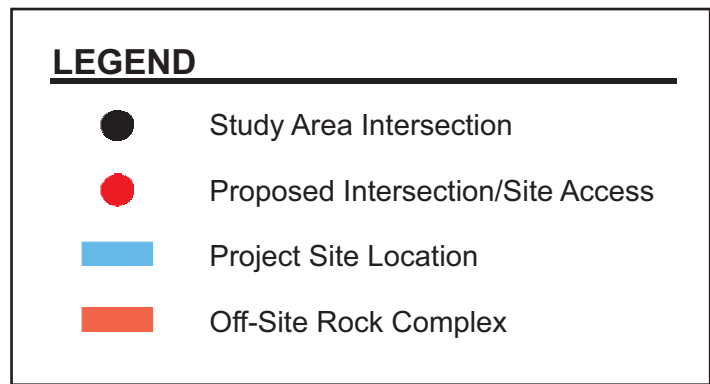 LEGEND
Study Area Intersection
Proposed Intersection/Site Access
Project Site Location
Off-Site Rock Complex